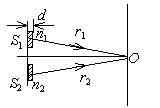 d
S₁ n₁ r₁
O
S₂ n₂ r₂